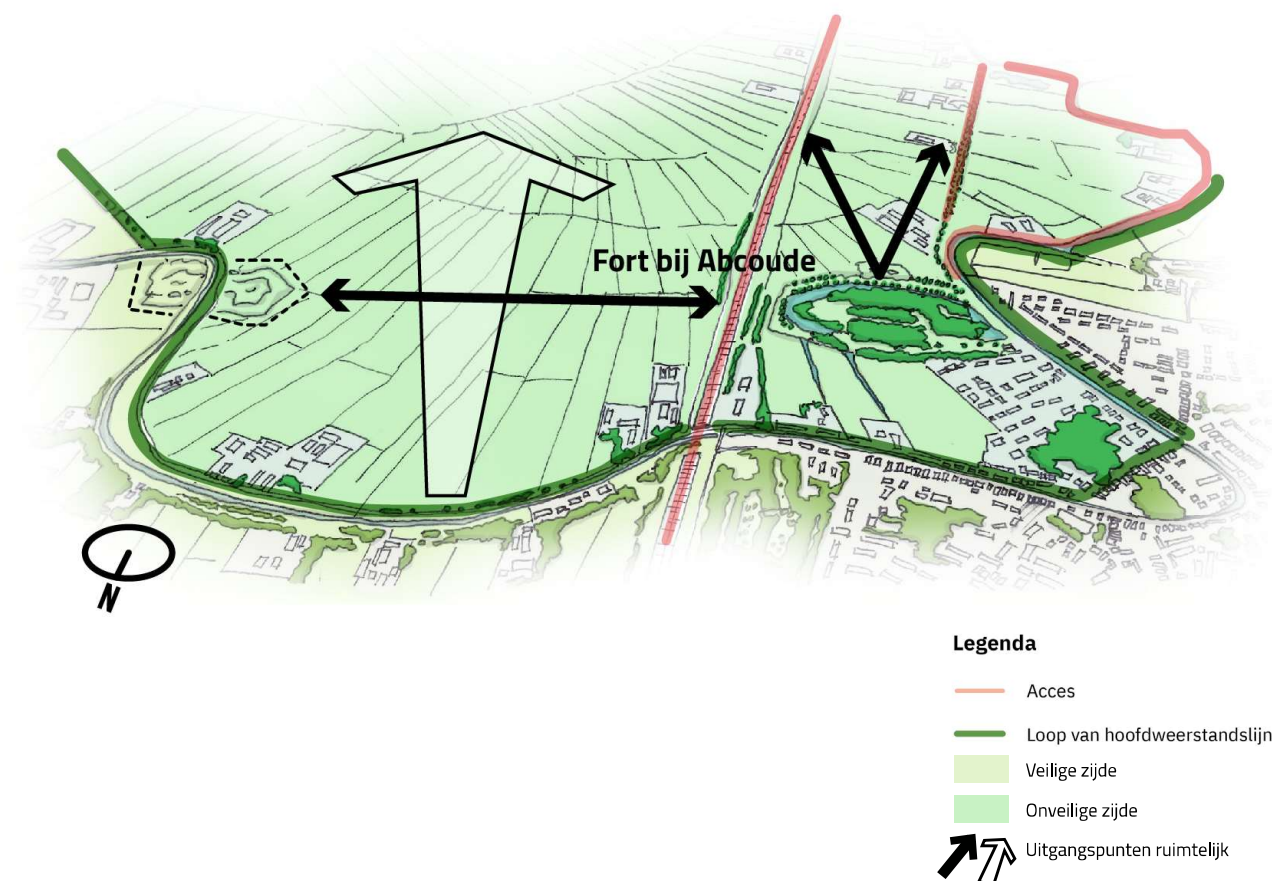 Fort bij Abcoude
N
Legenda
Acces
Loop van hoofdweerstandslijn
Veilige zijde
Onveilige zijde
Uitgangspunten ruimtelijk